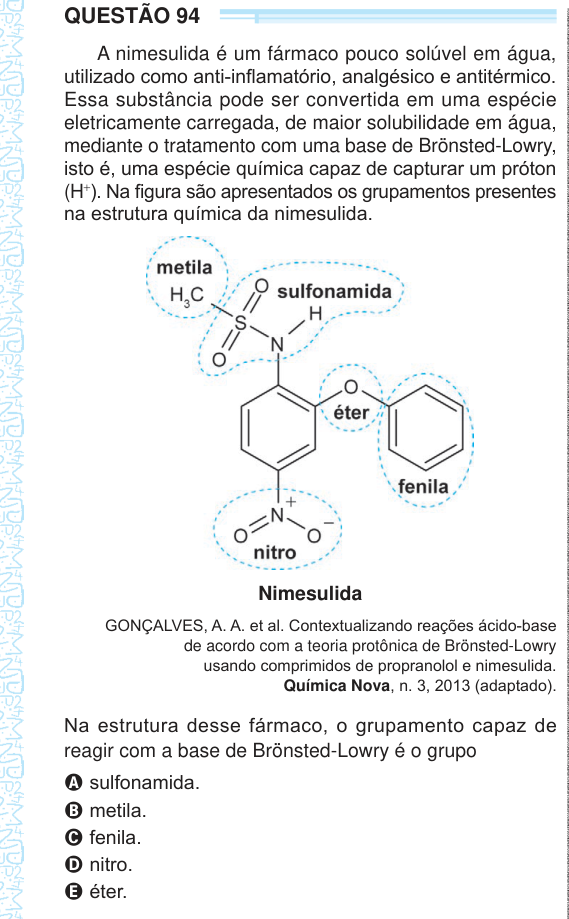 QUESTÃO 94
A nimesulida é um fármaco pouco solúvel em água,
utilizado como anti-inflamatório, analgésico e antitérmico.
Essa substância pode ser convertida em uma espécie
eletricamente carregada, de maior solubilidade em água,
mediante o tratamento com uma base de Brönsted-Lowry,
isto é, uma espécie química capaz de capturar um próton
(H⁺). Na figura são apresentados os grupamentos presentes
na estrutura química da nimesulida.
metila
H₃C
O
sulfonamida
H
S
N
O
O
éter
fenila
N⁺
O
O⁻
nitro
Nimesulida
GONÇALVES, A. A. et al. Contextualizando reações ácido-base
de acordo com a teoria protônica de Brönsted-Lowry
usando comprimidos de propranolol e nimesulida.
Química Nova, n. 3, 2013 (adaptado).
Na estrutura desse fármaco, o grupamento capaz de
reagir com a base de Brönsted-Lowry é o grupo
A sulfonamida.
B metila.
C fenila.
D nitro.
E éter.